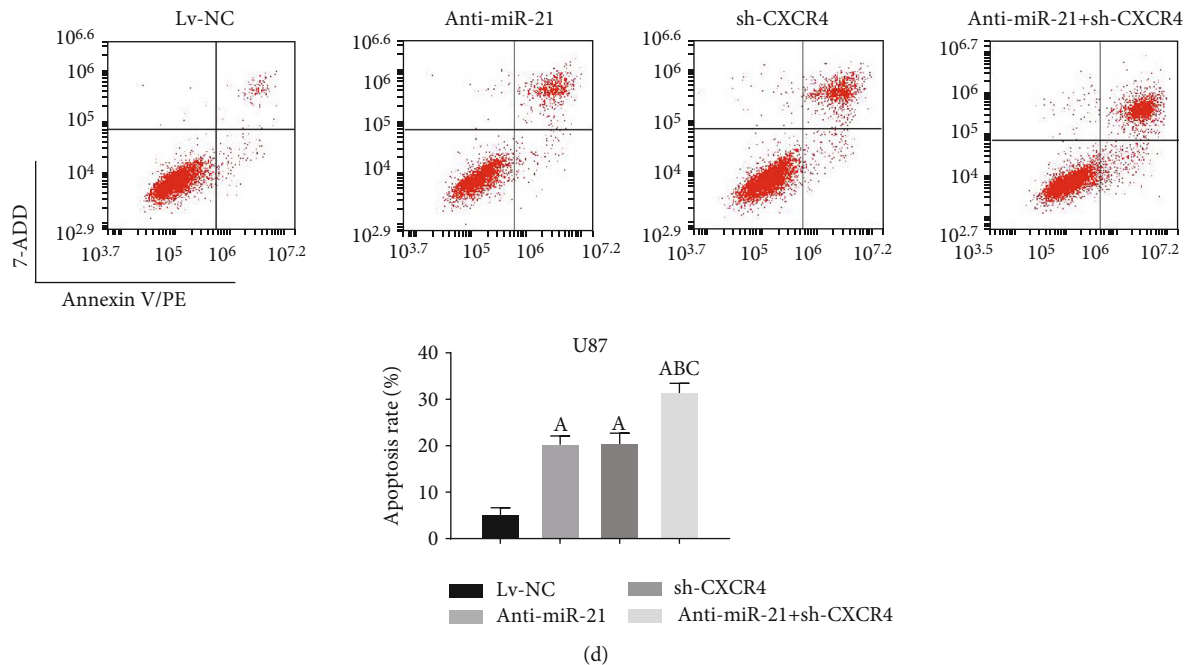 Lv-NC
Anti-miR-21
sh-CXCR4
Anti-miR-21+sh-CXCR4
10^6.6
10^6
10^5
10^4
10^2.9
10^3.7 10^5 10^6 10^7.2
10^6.6
10^6
10^5
10^4
10^2.9
10^3.7 10^5 10^6 10^7.2
10^6.6
10^6
10^5
10^4
10^2.9
10^3.7 10^5 10^6 10^7.2
10^6.7
10^6
10^5
10^4
10^2.7
10^3.7 10^5 10^6 10^7.2
7-ADD
Annexin V/PE
U87
Apoptosis rate (%)
40
30
20
10
0
A
A
ABC
Lv-NC
sh-CXCR4
Anti-miR-21
Anti-miR-21+sh-CXCR4
(d)